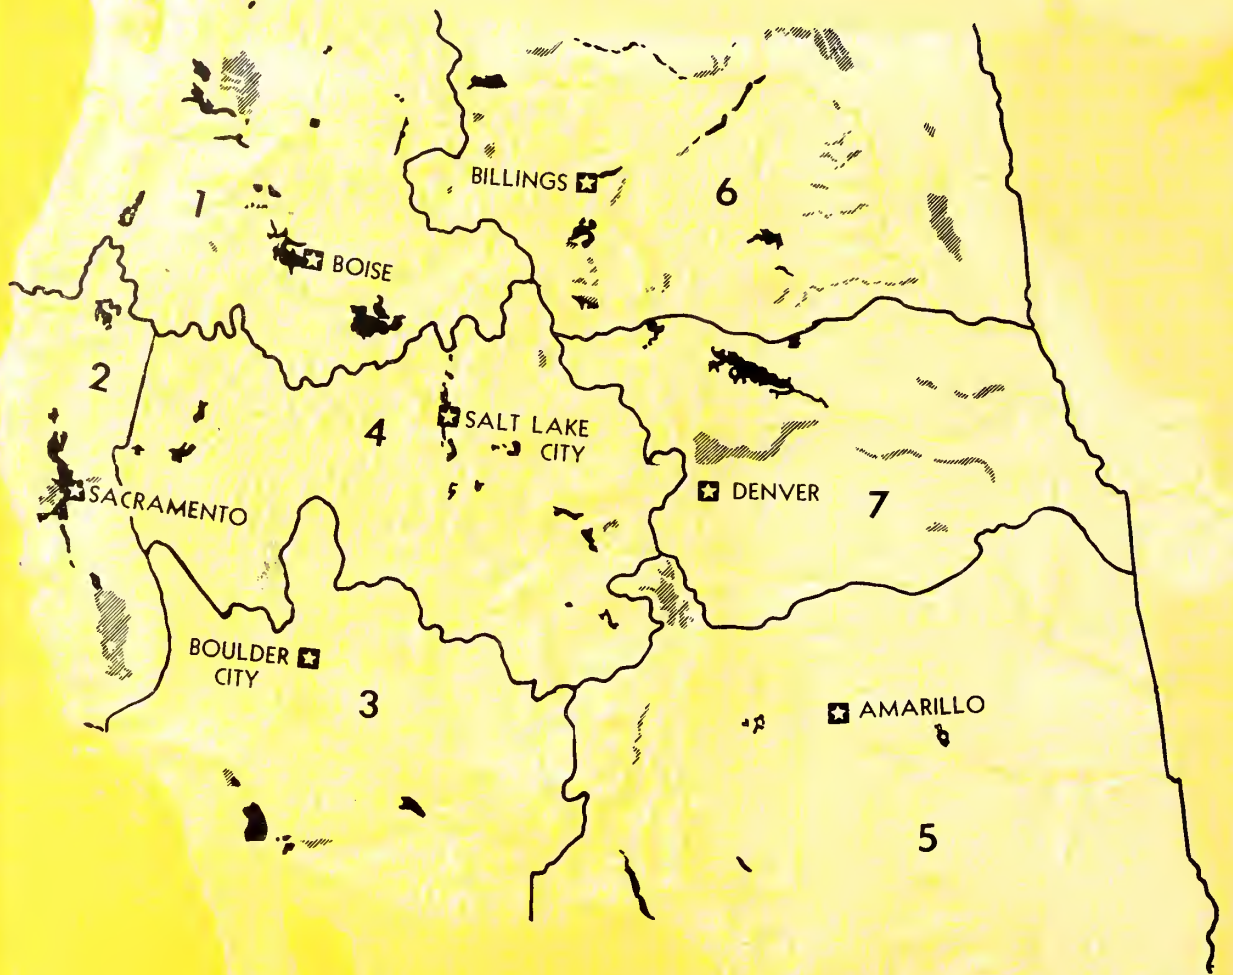 BILLINGS
6
1
BOISE
2
4
SALT LAKE
CITY
SACRAMENTO
DENVER
7
BOULDER
CITY
3
AMARILLO
5